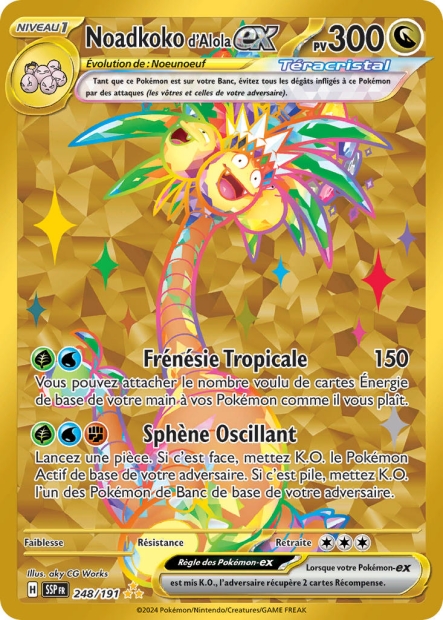 NIVEAU 1
Noadkoko d'Alola ex PV 300
Évolution de : Noeunoeuf
Téracristal
Tant que ce Pokémon est sur votre Banc, évitez tous les dégâts infligés à ce Pokémon
par des attaques (les vôtres et celles de votre adversaire).
Frénésie Tropicale 150
Vous pouvez attacher le nombre voulu de cartes Énergie
de base de votre main à vos Pokémon comme il vous plaît.
Sphène Oscillant
Lancez une pièce. Si c'est face, mettez K.O. le Pokémon
Actif de base de votre adversaire. Si c'est pile, mettez K.O.
l'un des Pokémon de Banc de base de votre adversaire.
Faiblesse Résistance Retraite
Illus. aky CG Works
Règle des Pokémon-ex Lorsque votre Pokémon-ex
est mis K.O., l'adversaire récupère 2 cartes Récompense.
H SSP FR 248/191
©2024 Pokémon/Nintendo/Creatures/GAME FREAK